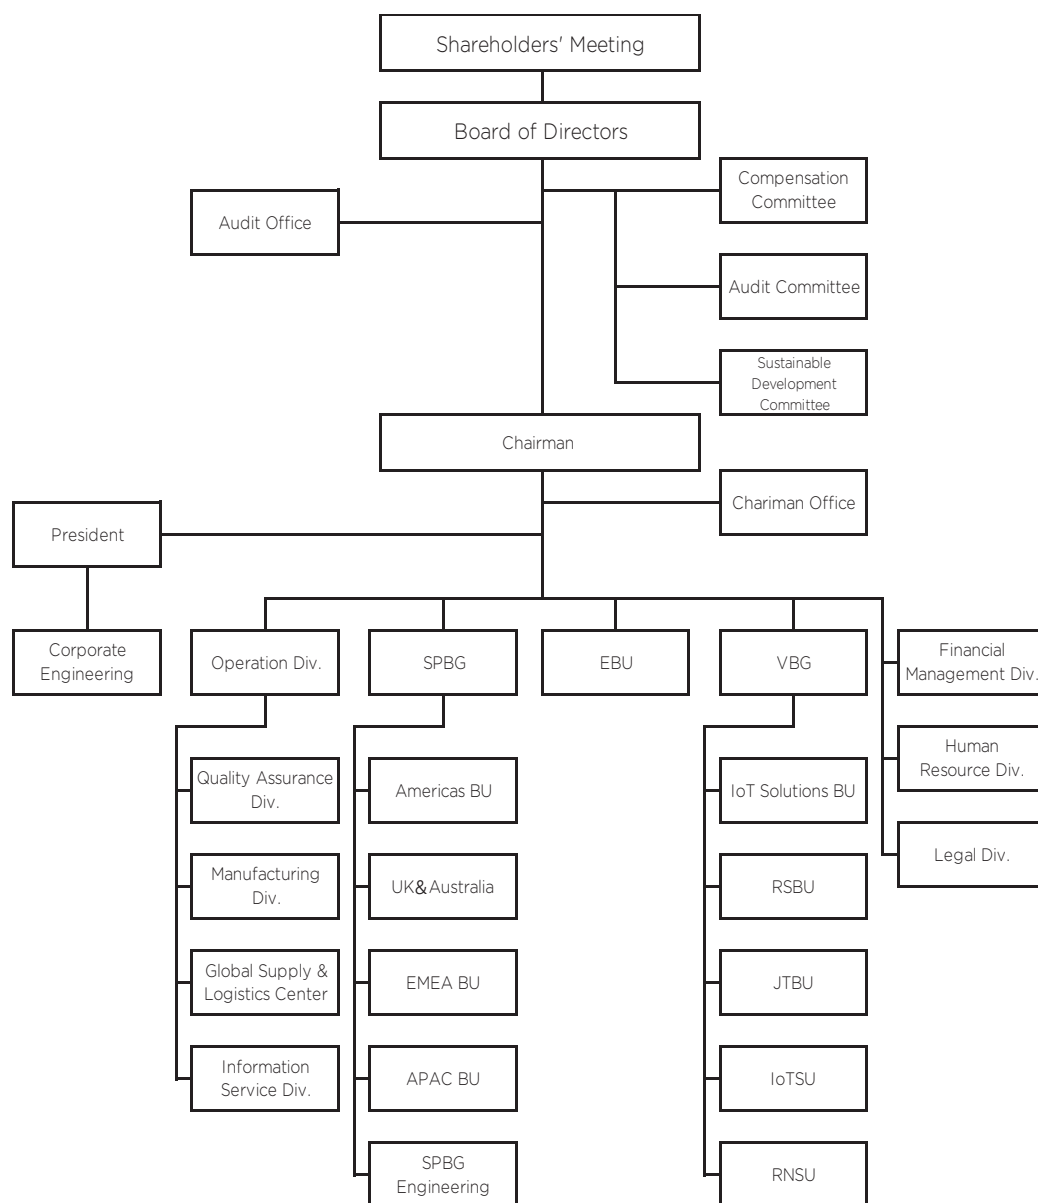 Shareholders' Meeting
Board of Directors
Compensation
Committee
Audit Office
Audit Committee
Sustainable
Development
Committee
Chairman
Chariman Office
President
Corporate
Engineering
Operation Div.
SPBG
EBU
VBG
Financial
Management Div.
Quality Assurance
Div.
Americas BU
IoT Solutions BU
Human
Resource Div.
Manufacturing
Div.
UK&Australia
RSBU
Legal Div.
Global Supply &
Logistics Center
EMEA BU
JTBU
Information
Service Div.
APAC BU
IoTSU
SPBG
Engineering
RNSU